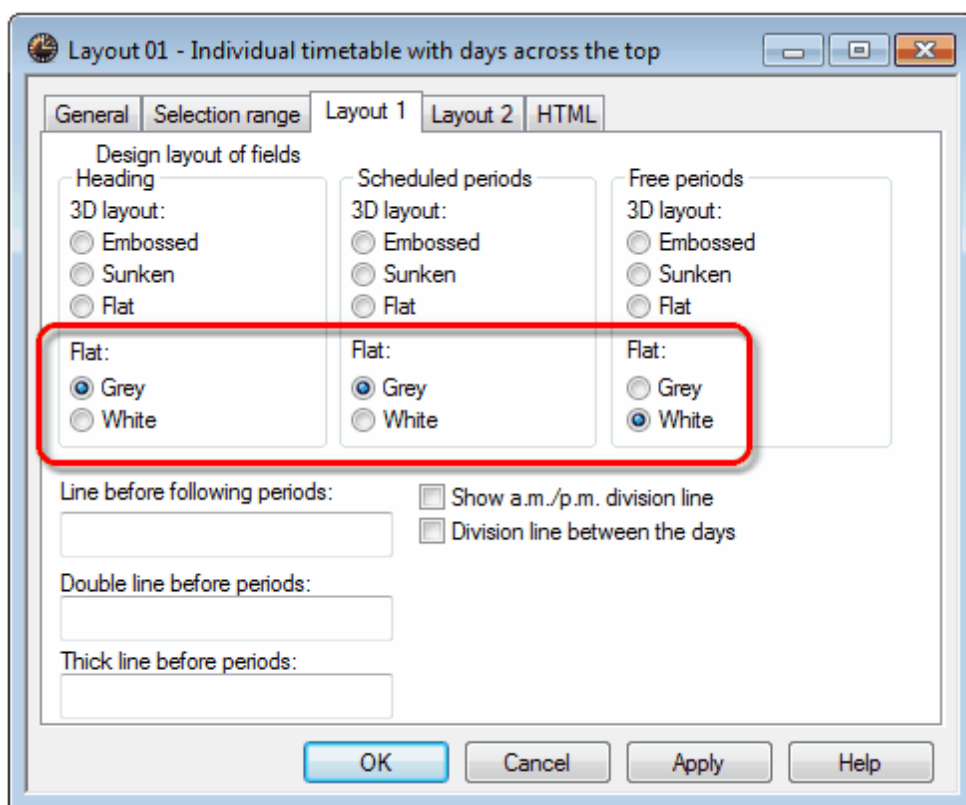 Layout 01 - Individual timetable with days across the top
General Selection range Layout 1 Layout 2 HTML
Design layout of fields
Heading
3D layout:
Embossed
Sunken
Flat
Flat:
Grey
White
Scheduled periods
3D layout:
Embossed
Sunken
Flat
Flat:
Grey
White
Free periods
3D layout:
Embossed
Sunken
Flat
Flat:
Grey
White
Line before following periods:
Show a.m./p.m. division line
Division line between the days
Double line before periods:
Thick line before periods:
OK Cancel Apply Help